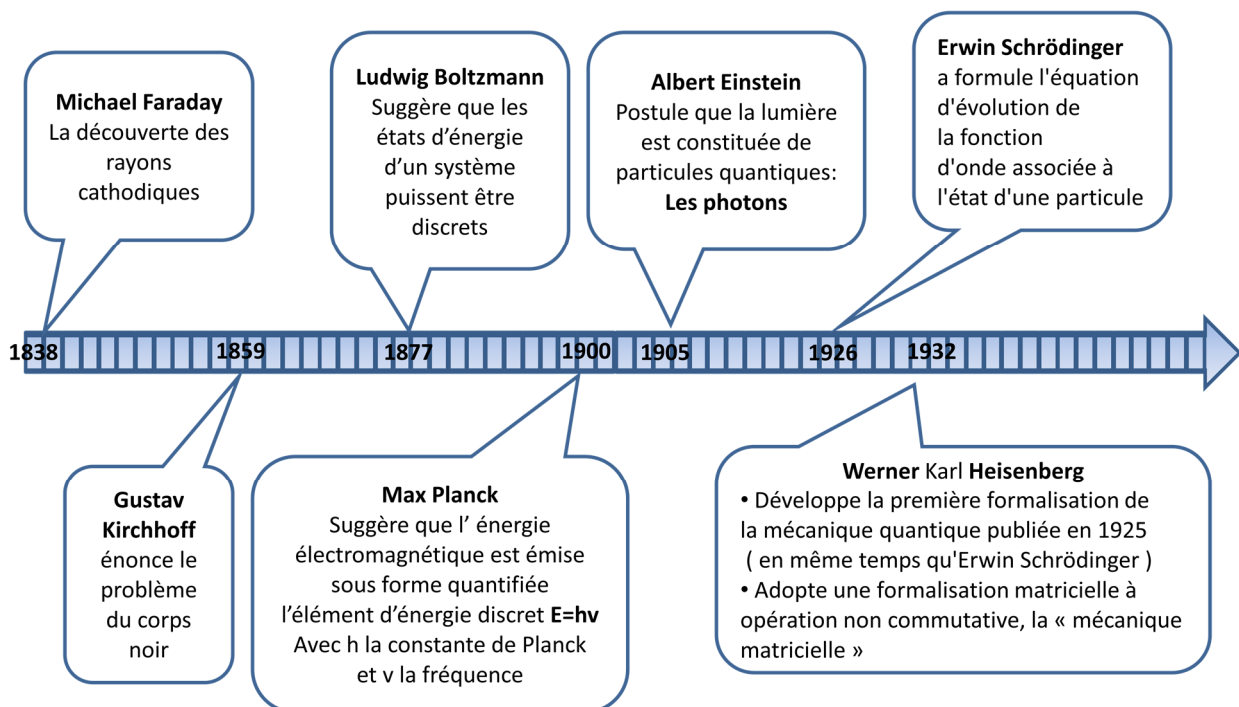 Michael Faraday
La découverte des
rayons
cathodiques
Ludwig Boltzmann
Suggère que les
états d’énergie
d’un système
puissent être
discrets
Albert Einstein
Postule que la lumière
est constituée de
particules quantiques:
Les photons
Erwin Schrödinger
a formule l'équation
d'évolution de
la fonction
d'onde associée à
l'état d'une particule
1838 1859 1877 1900 1905 1926 1932
Gustav
Kirchhoff
énonce le
problème
du corps
noir
Max Planck
Suggère que l’ énergie
électromagnétique est émise
sous forme quantifiée
l’élément d’énergie discret E=hv
Avec h la constante de Planck
et v la fréquence
Werner Karl Heisenberg
• Développe la première formalisation de
la mécanique quantique publiée en 1925
( en même temps qu'Erwin Schrödinger )
• Adopte une formalisation matricielle à
opération non commutative, la « mécanique
matricielle »